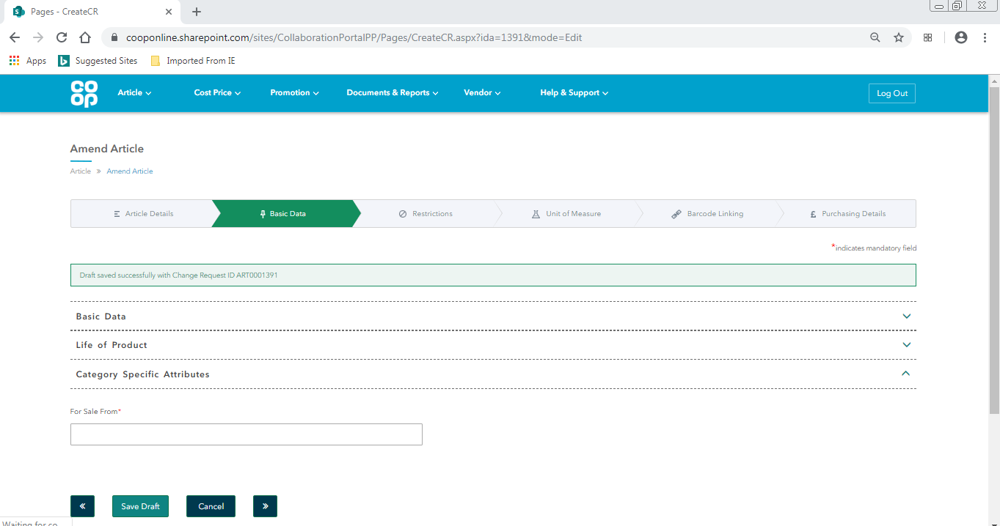 Pages - CreateCR
cooponline.sharepoint.com/sites/CollaborationPortalPP/Pages/CreateCR.aspx?ida=1391&mode=Edit
Apps Suggested Sites Imported From IE
co
op
Article Cost Price Promotion Documents & Reports Vendor Help & Support Log Out
Amend Article
Article » Amend Article
Article Details Basic Data Restrictions Unit of Measure Barcode Linking £ Purchasing Details
*indicates mandatory field
Draft saved successfully with Change Request ID ART0001391
Basic Data
Life of Product
Category Specific Attributes
For Sale From*
« Save Draft Cancel »
Waiting for co